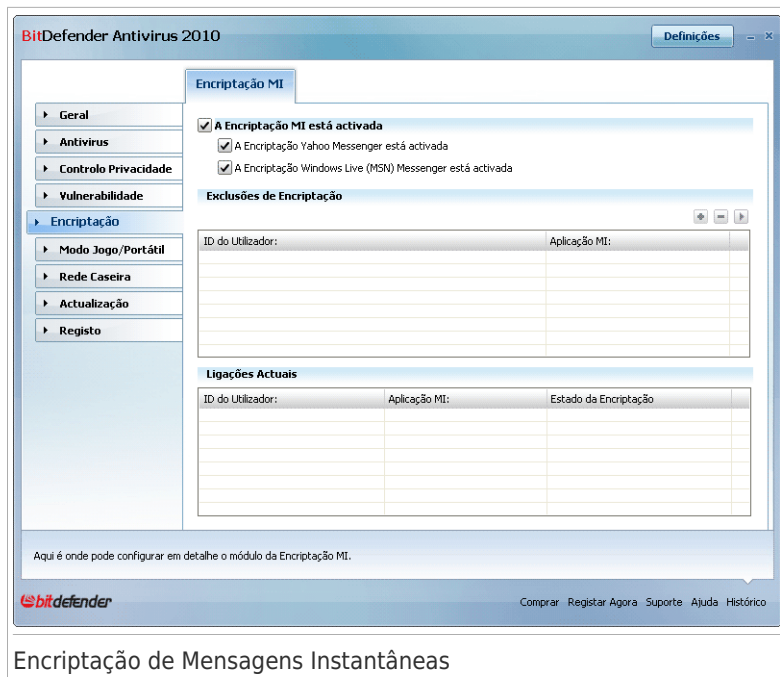 BitDefender Antivirus 2010
Definições
Encriptação MI
Geral
Antivirus
Controlo Privacidade
Vulnerabilidade
Encriptação
Modo Jogo/Portátil
Rede Caseira
Actualização
Registo
A Encriptação MI está activada
A Encriptação Yahoo Messenger está activada
A Encriptação Windows Live (MSN) Messenger está activada
Exclusões de Encriptação
ID do Utilizador: Aplicação MI:
Ligações Actuais
ID do Utilizador: Aplicação MI: Estado da Encriptação
Aqui é onde pode configurar em detalhe o módulo da Encriptação MI.
bitdefender
Comprar Registar Agora Suporte Ajuda Histórico
Encriptação de Mensagens Instantâneas